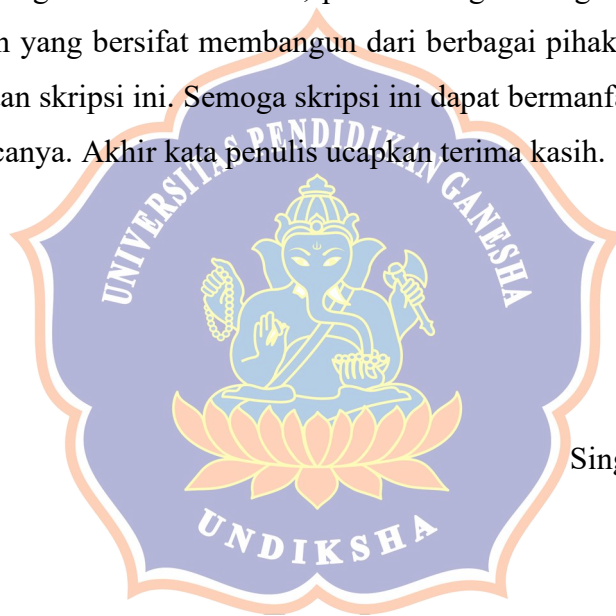 n yang bersifat membangun dari berbagai pihak
an skripsi ini. Semoga skripsi ini dapat bermanfa
canya. Akhir kata penulis ucapkan terima kasih.
UNIVERSITAS PENDIDIKAN GANESHA
Sing
UNDIKSHA